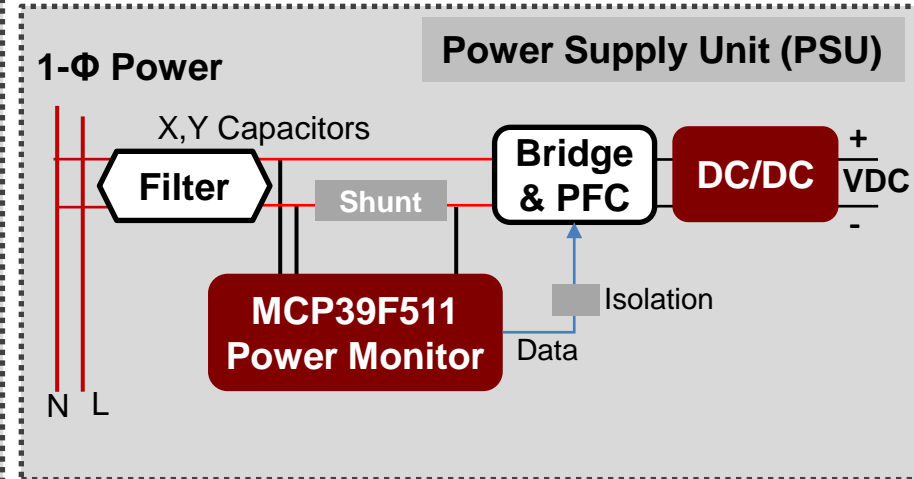 Power Supply Unit (PSU)
1-Φ Power
X,Y Capacitors
Filter
Shunt
Bridge
& PFC
DC/DC
+
VDC
-
MCP39F511
Power Monitor
Isolation
Data
N L